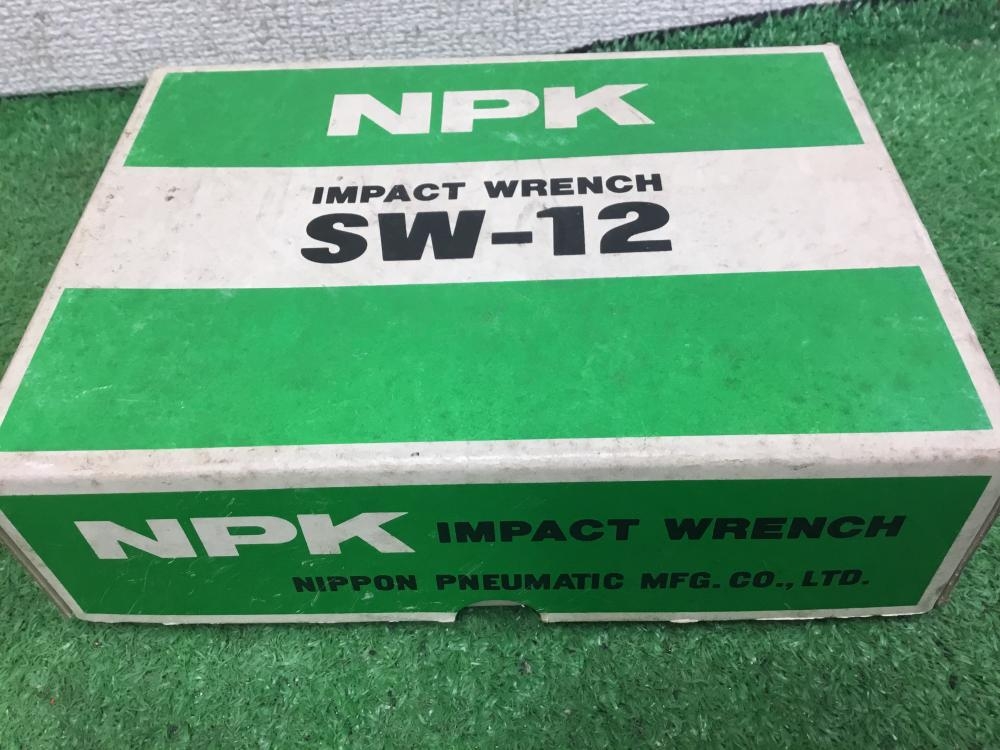 NPK
IMPACT WRENCH
SW-12
NPK IMPACT WRENCH
NIPPON PNEUMATIC MFG. CO., LTD.